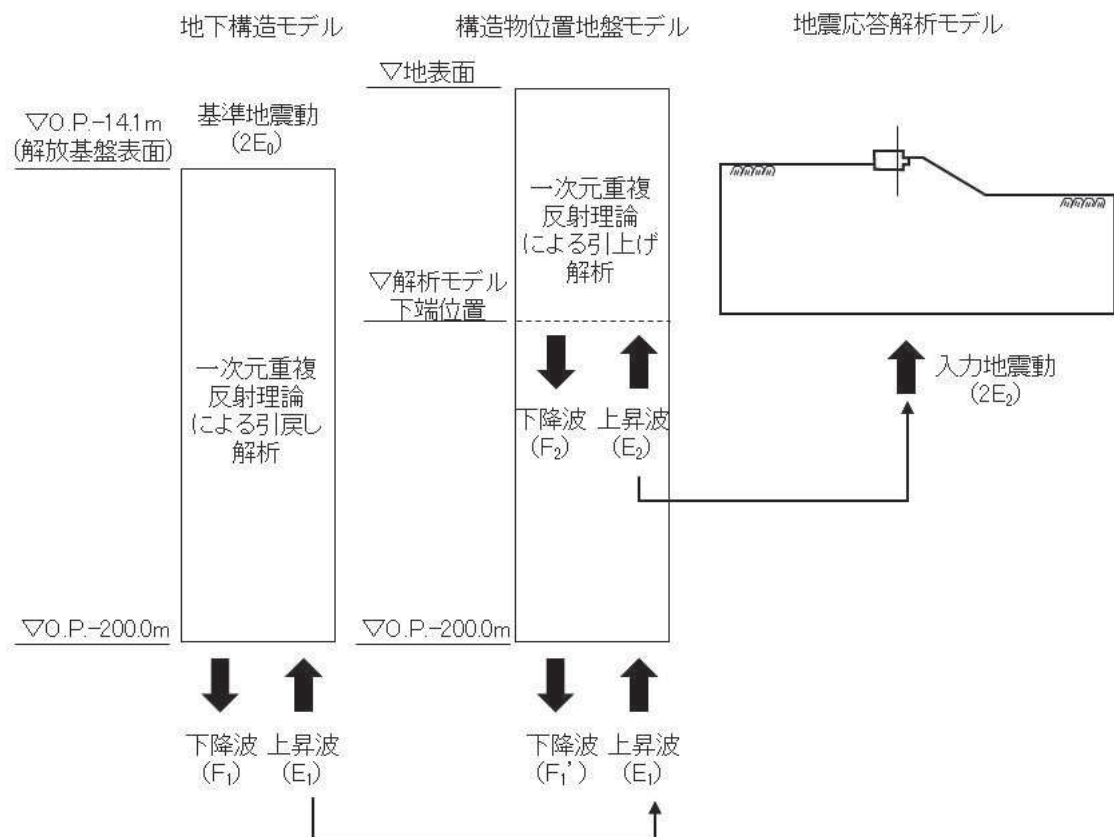 地下構造モデル
▽O.P.-14.1m
(解放基盤表面)
基準地震動
(2E₀)
一次元重複
反射理論
による引戻し
解析
▽O.P.-200.0m
下降波
(F₁)
上昇波
(E₁)
構造物位置地盤モデル
▽地表面
一次元重複
反射理論
による引上げ
解析
▽解析モデル
下端位置
下降波
(F₂)
上昇波
(E₂)
▽O.P.-200.0m
下降波
(F₁')
上昇波
(E₁)
地震応答解析モデル
入力地震動
(2E₂)